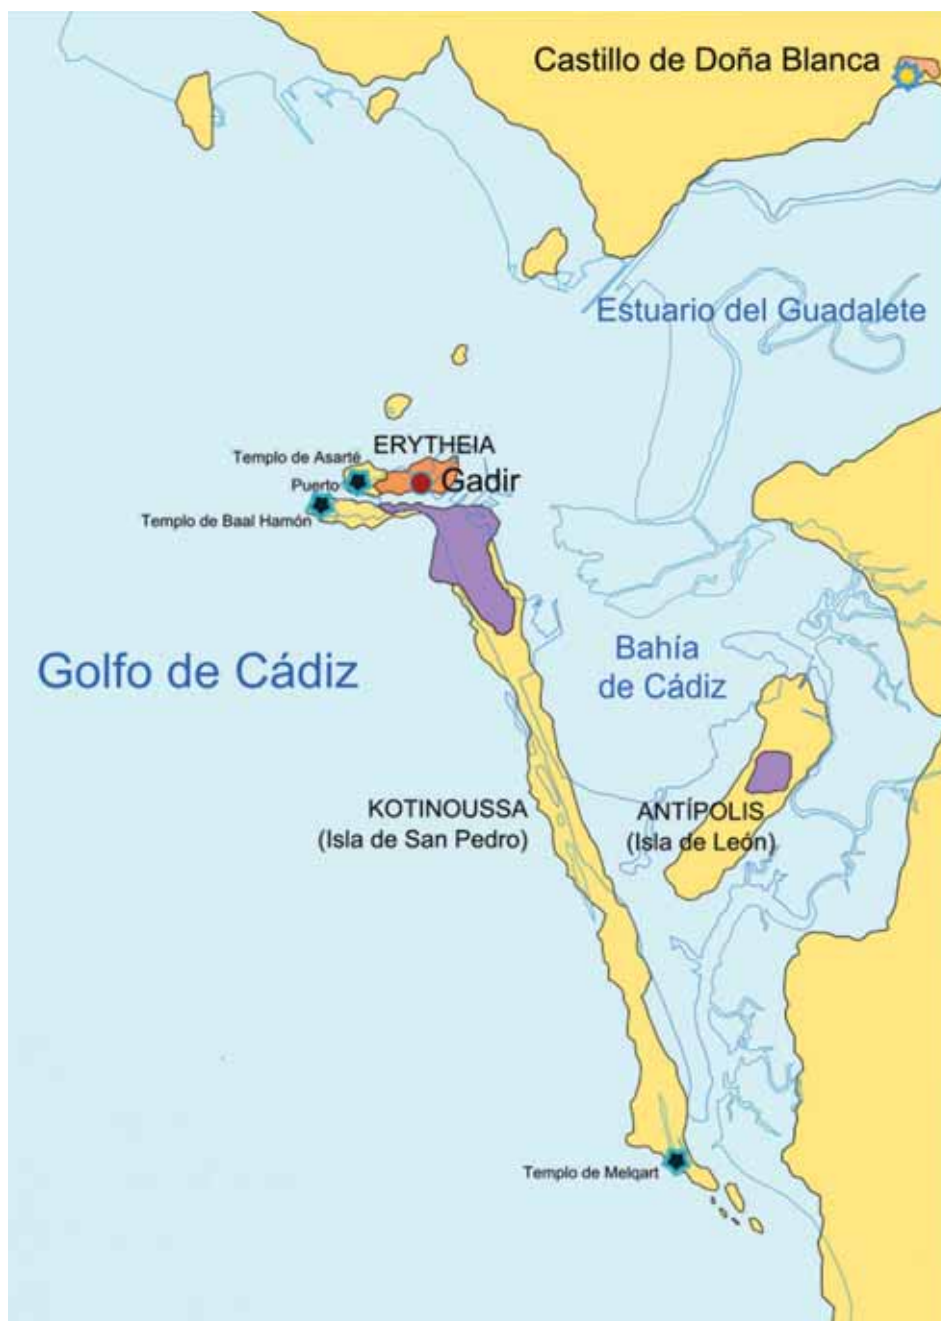 Castillo de Doña Blanca
Estuario del Guadalete
ERYTHEIA
Templo de Asarté
Gadir
Puerto
Templo de Baal Hamón
Bahía
de Cádiz
Golfo de Cádiz
KOTINOUSSA
(Isla de San Pedro)
ANTÍPOLIS
(Isla de León)
Templo de Melqart